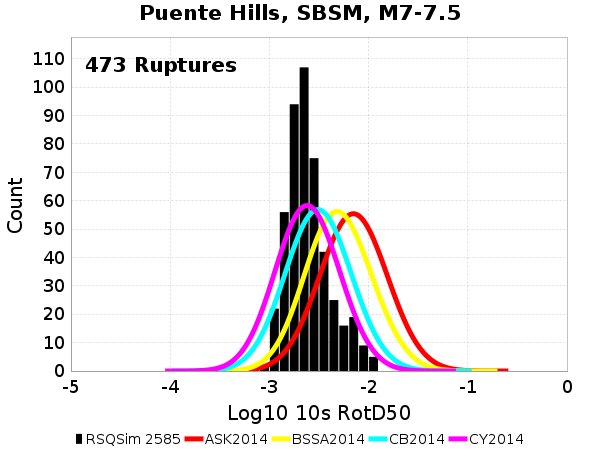 Puente Hills, SBSM, M7-7.5
473 Ruptures
Count
110
100
90
80
70
60
50
40
30
20
10
0
-5 -4 -3 -2 -1 0
Log10 10s RotD50
RSQSim 2585 ASK2014 BSSA2014 CB2014 CY2014